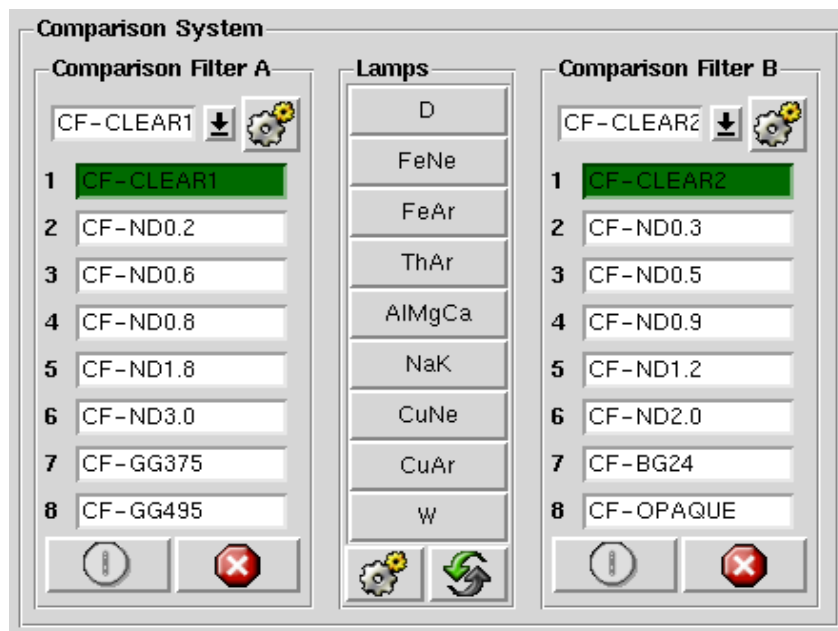 Comparison System
Comparison Filter A
CF-CLEAR1
1 CF-CLEAR1
2 CF-ND0.2
3 CF-ND0.6
4 CF-ND0.8
5 CF-ND1.8
6 CF-ND3.0
7 CF-GG375
8 CF-GG495
Lamps
D
FeNe
FeAr
ThAr
AlMgCa
NaK
CuNe
CuAr
W
Comparison Filter B
CF-CLEAR2
1 CF-CLEAR2
2 CF-ND0.3
3 CF-ND0.5
4 CF-ND0.9
5 CF-ND1.2
6 CF-ND2.0
7 CF-BG24
8 CF-OPAQUE